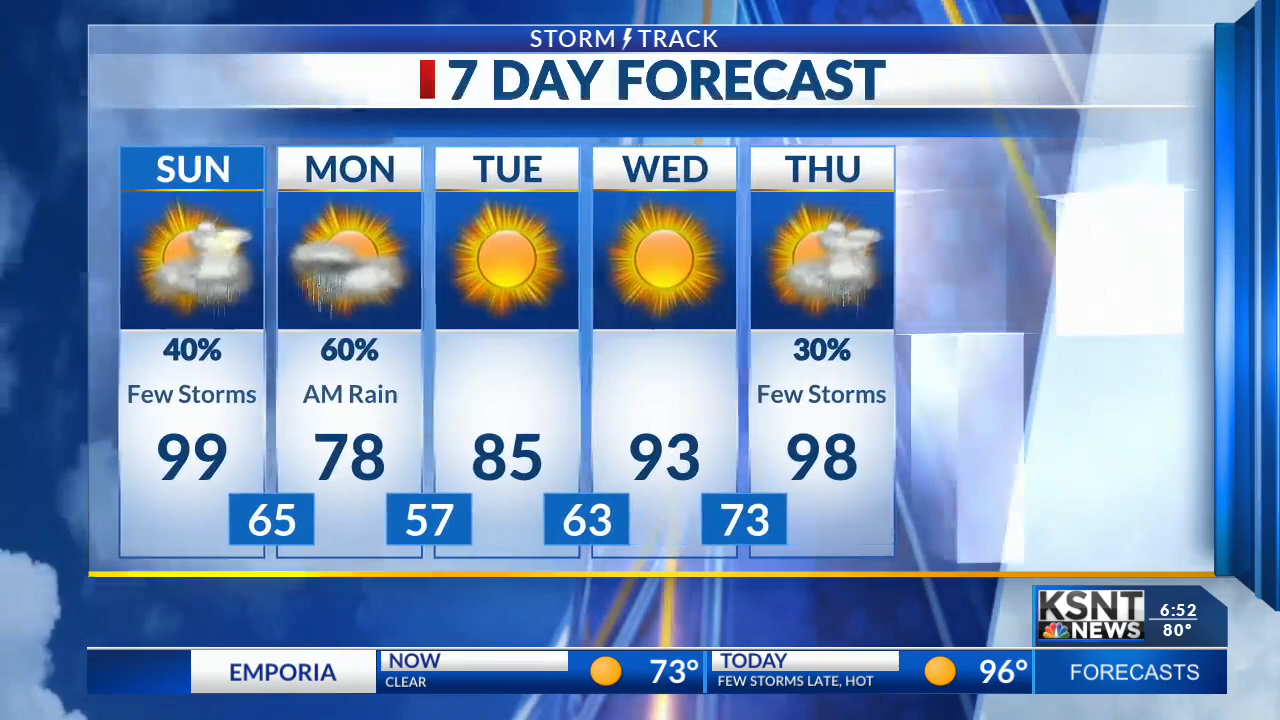 STORM TRACK
7 DAY FORECAST
SUN MON TUE WED THU
40% 60% 30%
Few Storms AM Rain Few Storms
99 78 85 93 98
65 57 63 73
KSNT
NEWS
6:52
80°
EMPORIA
NOW
CLEAR
73°
TODAY
FEW STORMS LATE, HOT
96°
FORECASTS